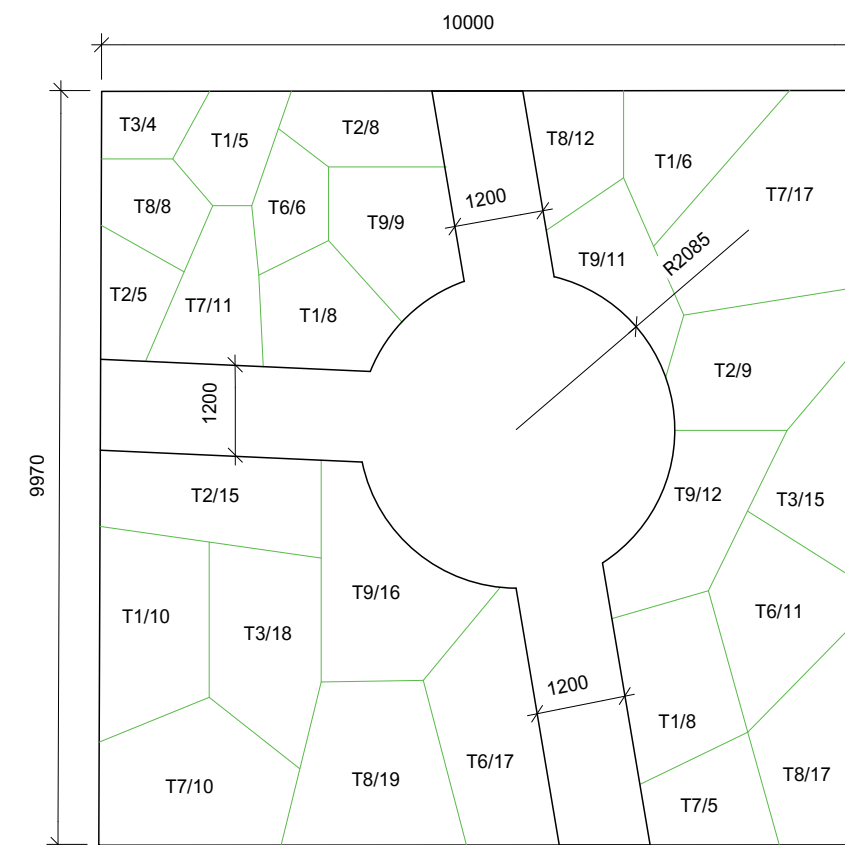 10000
T3/4
T1/5
T2/8
T8/12
T1/6
T7/17
T8/8
T6/6
T9/9
1200
T9/11
R2085
T2/5
T7/11
T1/8
T2/9
1200
9970
T2/15
T9/12
T3/15
T1/10
T3/18
T9/16
T6/11
1200
T1/8
T7/10
T8/19
T6/17
T7/5
T8/17